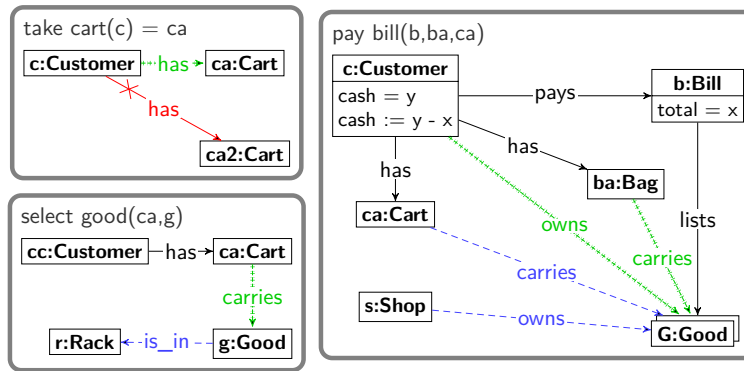 take cart(c) = ca
c:Customer
has
ca:Cart
has
ca2:Cart
select good(ca,g)
cc:Customer
has
ca:Cart
carries
r:Rack
is_in
g:Good
pay bill(b,ba,ca)
c:Customer
cash = y
cash := y - x
pays
b:Bill
total = x
has
has
ba:Bag
ca:Cart
owns
lists
carries
carries
s:Shop
owns
G:Good